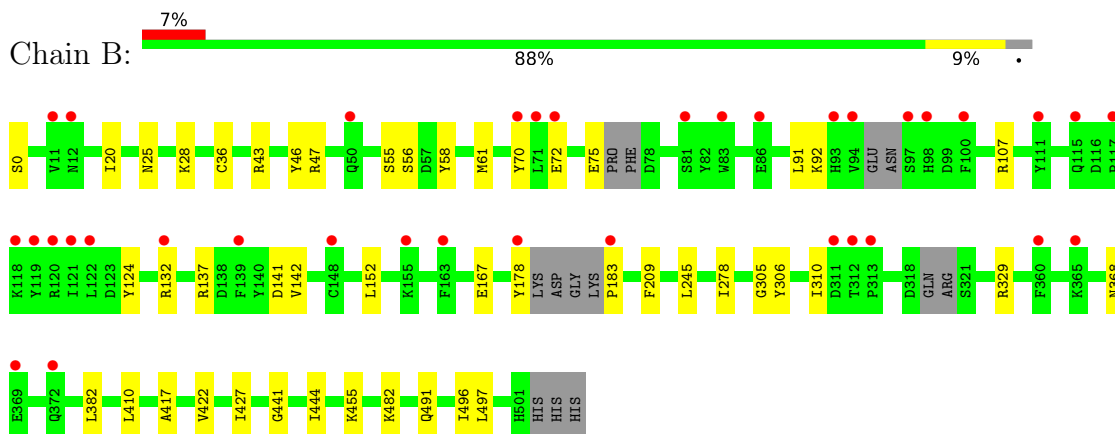 7%
Chain B:
88% 9% •
S0 V11 N12 I20 N25 K28 C36 R43 Y46 R47 Q50 S55 S56 D57 Y58 M61 Y70 L71 E72 E75 PRO PHE D78 S81 Y82 W83 E86 L91 K92 H93 V94 GLU ASN S97 H98 D99 F100 R107 Y111 Q115 D116
K118 Y119 R120 I121 L122 D123 Y124 R132 R137 D138 F139 Y140 D141 V142 C148 L152 K155 F163 E167 Y178 LYS ASP GLY LYS P183 F209 L245 I278 G305 Y306 I310 D311 T312 P313 D318 GLN ARG S321 R329 F360 K365 N368
E369 Q372 L382 L410 A417 V422 I427 G441 I444 K455 K482 Q491 I496 L497 H501 HIS HIS HIS